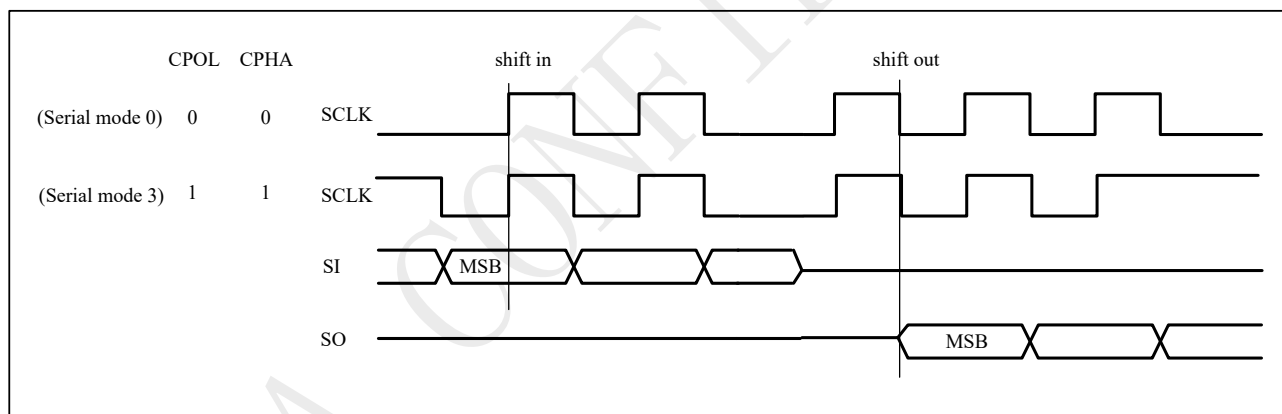 CPOL CPHA shift in shift out
(Serial mode 0) 0 0 SCLK
(Serial mode 3) 1 1 SCLK
SI MSB
SO MSB